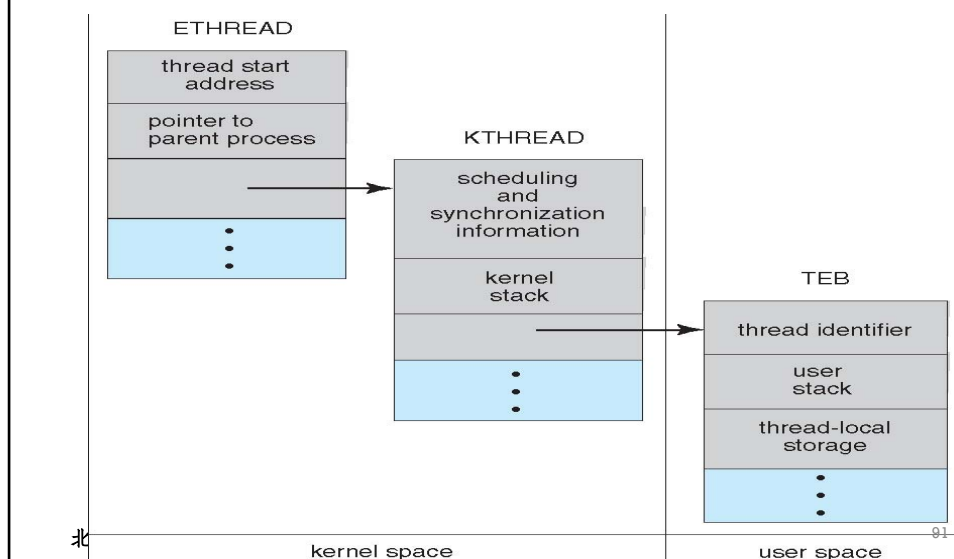 ETHREAD
thread start
address
pointer to
parent process
KTHREAD
scheduling
and
synchronization
information
kernel
stack
TEB
thread identifier
user
stack
thread-local
storage
北
91
kernel space
user space